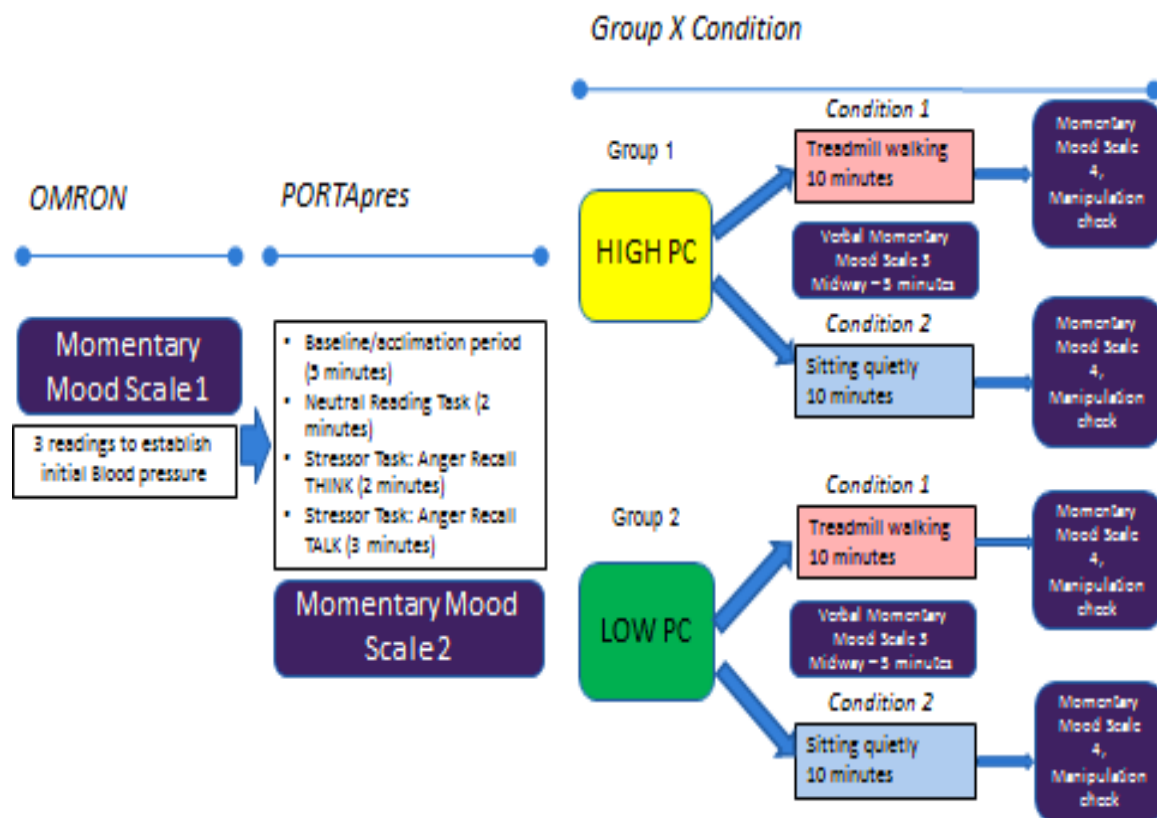 Group X Condition
OMRON
PORTApres
Momentary
Mood Scale 1
3 readings to establish
initial Blood pressure
• Baseline/acclimation period
(5 minutes)
• Neutral Reading Task (2
minutes)
• Stressor Task: Anger Recall
THINK (2 minutes)
• Stressor Task: Anger Recall
TALK (3 minutes)
Momentary Mood
Scale 2
Group 1
HIGH PC
Condition 1
Treadmill walking
10 minutes
Verbal Momentary
Mood Scale 3
Midway – 5 minutes
Condition 2
Sitting quietly
10 minutes
Momentary
Mood Scale
4,
Manipulation
check
Momentary
Mood Scale
4,
Manipulation
check
Group 2
LOW PC
Condition 1
Treadmill walking
10 minutes
Verbal Momentary
Mood Scale 3
Midway – 5 minutes
Condition 2
Sitting quietly
10 minutes
Momentary
Mood Scale
4,
Manipulation
check
Momentary
Mood Scale
4,
Manipulation
check